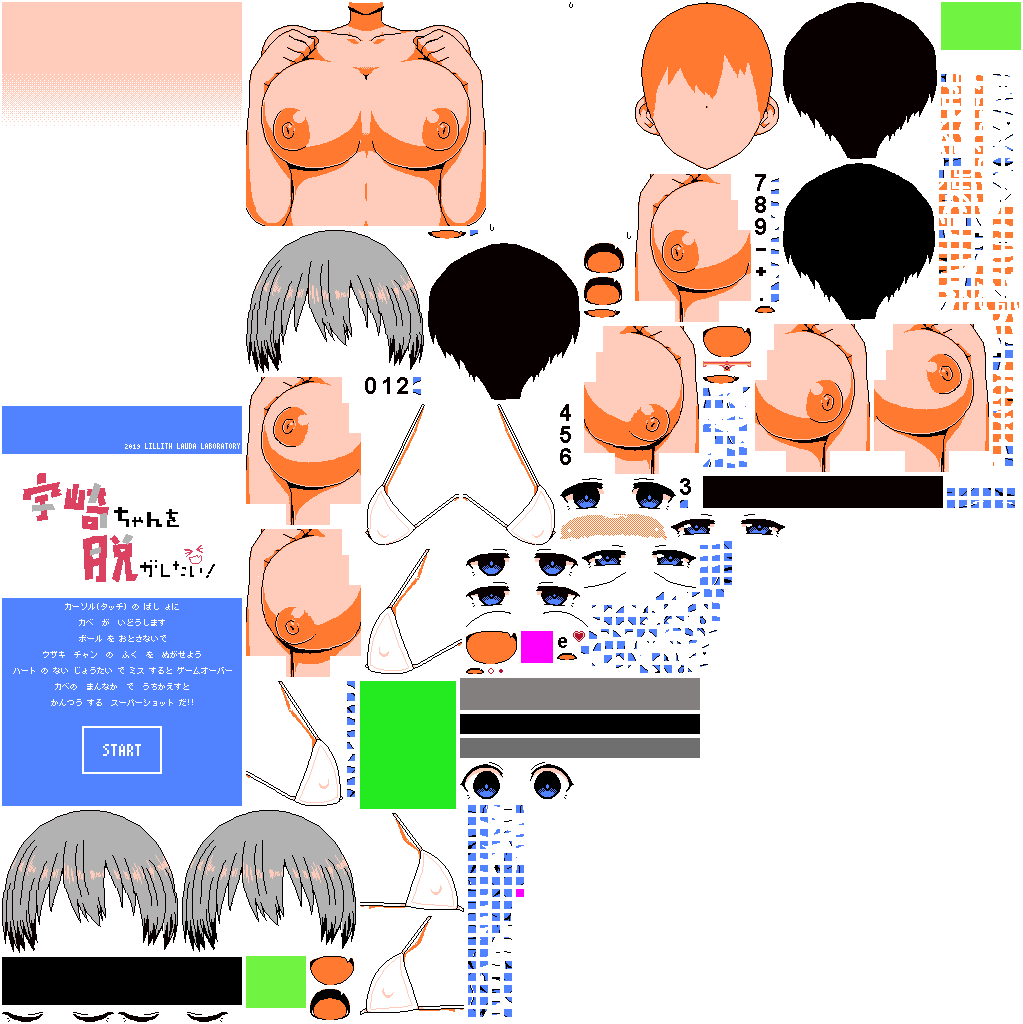 7
8
9
-
+
.
0 1 2
4
5
6
3
2019 LILLITH LAUDA LABORATORY
宇崎ちゃんを
脱がしたい!
カーソル(タッチ) の ばしょに
カベ が いどうします
ボール を おとさないで
ウザキ チャン の ふく を ぬがせよう
ハート の ない じょうたい で ミス すると ゲームオーバー
カベの まんなか で うちかえすと
かんつう する スーパーショット だ!!
e
START